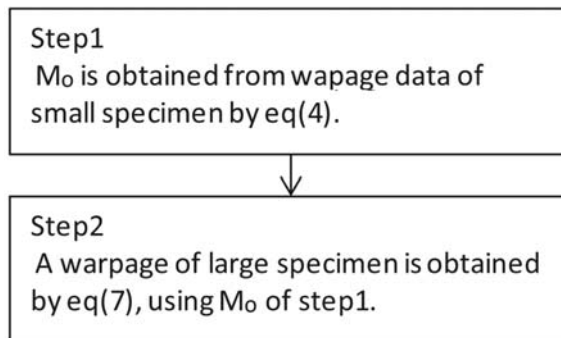 Step1
Mo is obtained from wapage data of
small specimen by eq(4).
Step2
A warpage of large specimen is obtained
by eq(7), using Mo of step1.